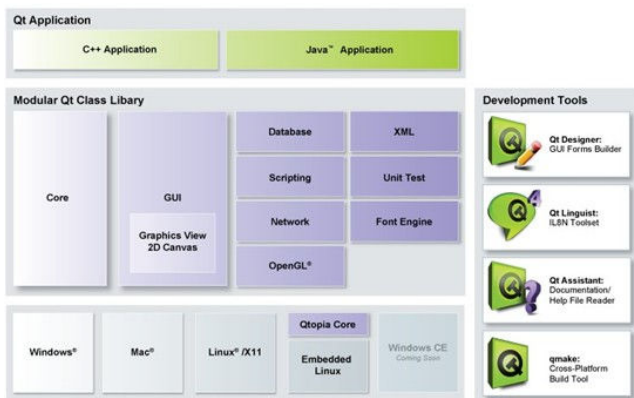 Qt Application
C++ Application
Java™ Application
Modular Qt Class Libary
Core
GUI
Graphics View
2D Canvas
Database
XML
Scripting
Unit Test
Network
Font Engine
OpenGL®
Windows®
Mac®
Linux® /X11
Qtopia Core
Embedded
Linux
Windows CE
Coming Soon
Development Tools
Qt Designer:
GUI Forms Builder
4
Qt Linguist:
IL8N Toolset
?
Qt Assistant:
Documentation/
Help File Reader
qmake:
Cross-Platform
Build Tool